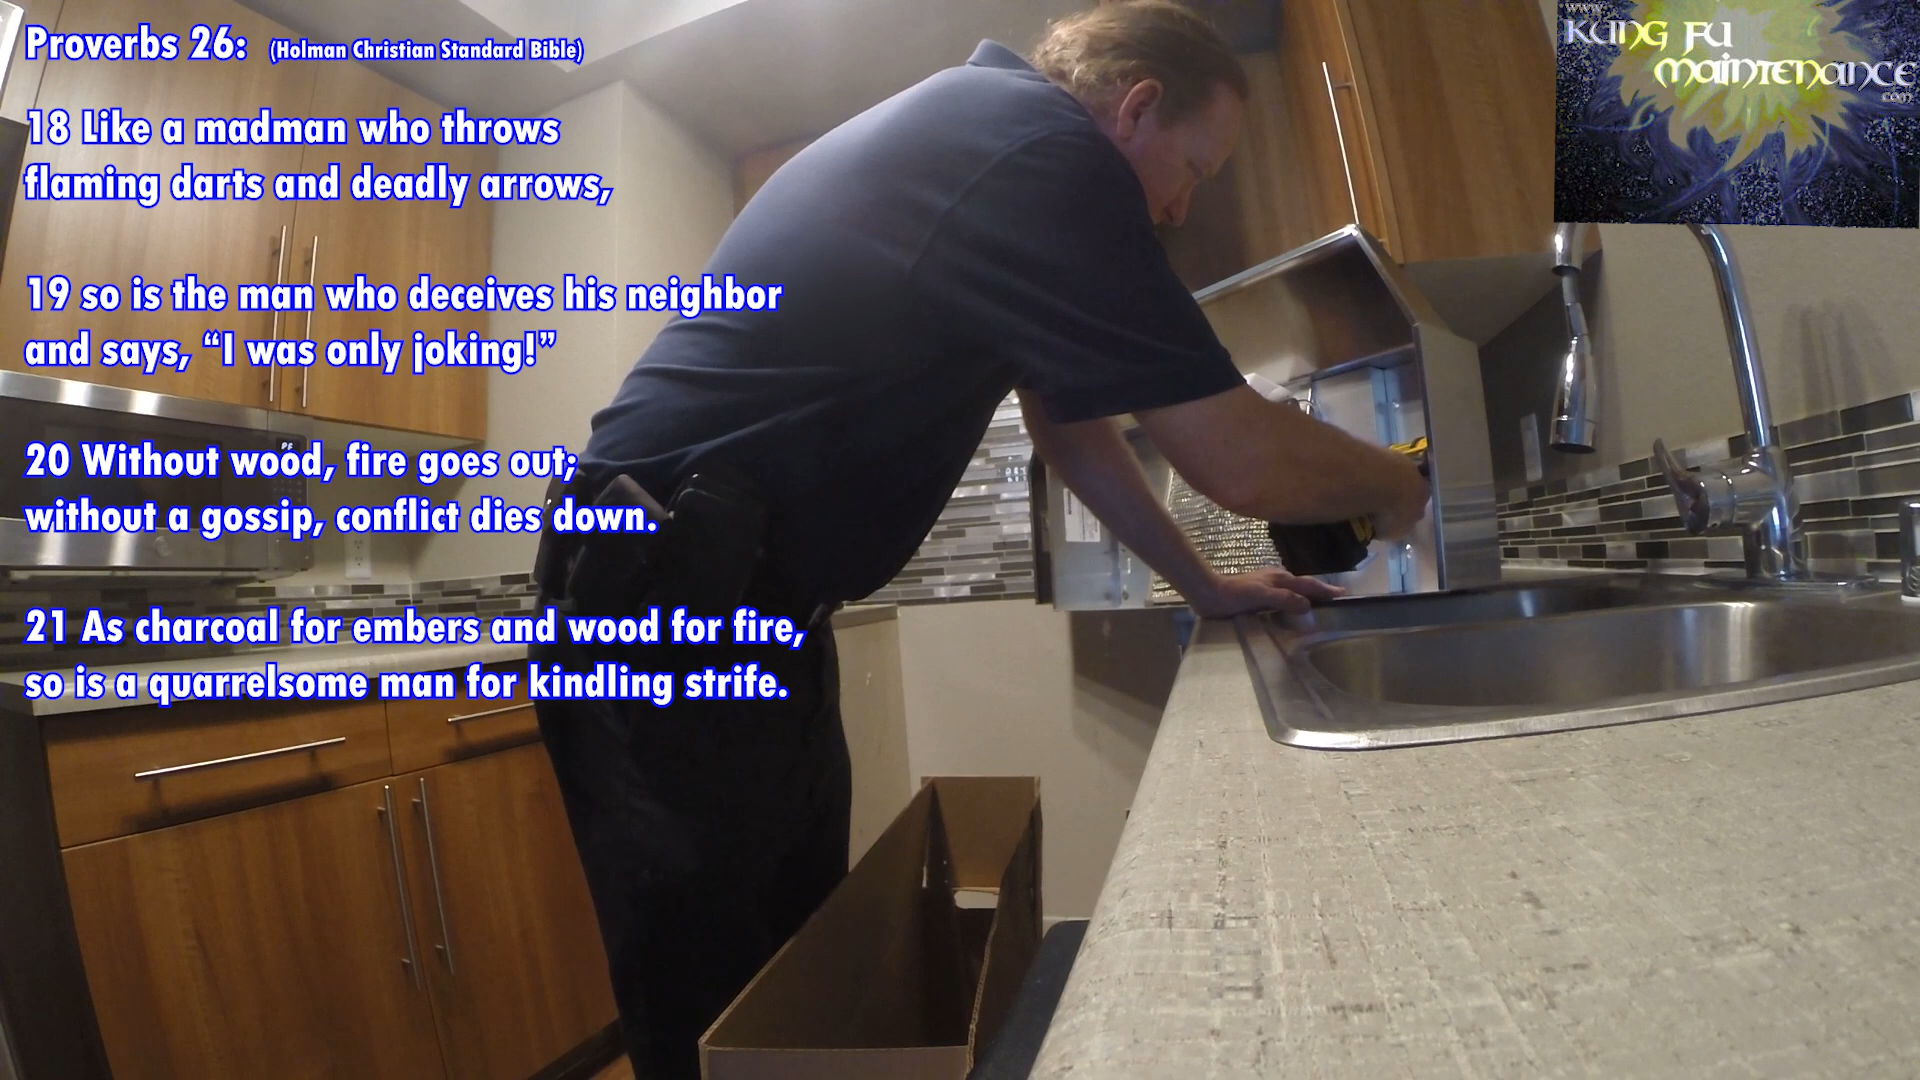 Proverbs 26: (Holman Christian Standard Bible)
18 Like a madman who throws
flaming darts and deadly arrows,
19 so is the man who deceives his neighbor
and says, “I was only joking!”
20 Without wood, fire goes out;
without a gossip, conflict dies down.
21 As charcoal for embers and wood for fire,
so is a quarrelsome man for kindling strife.
www.
Kung Fu
Maintenance
.com